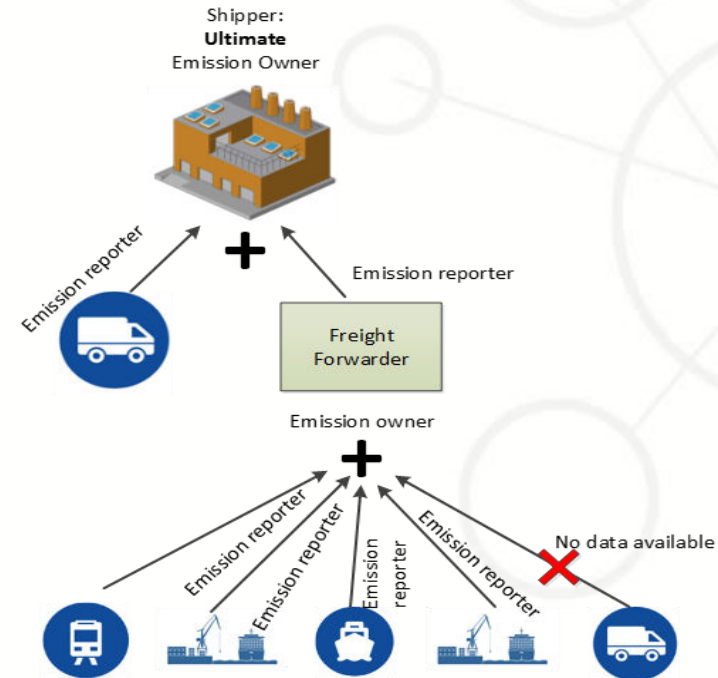 Shipper:
Ultimate
Emission Owner
Emission reporter
Emission reporter
Freight
Forwarder
Emission owner
Emission reporter
Emission reporter
Emission
reporter
Emission reporter
No data available